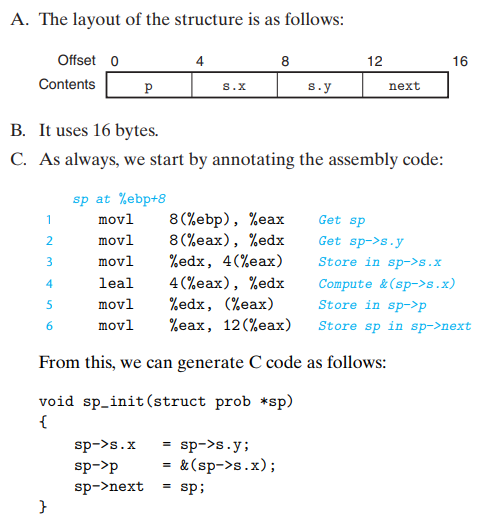 A. The layout of the structure is as follows:
Offset 0 4 8 12 16
Contents p s.x s.y next
B. It uses 16 bytes.
C. As always, we start by annotating the assembly code:
sp at %ebp+8
1 movl 8(%ebp), %eax Get sp
2 movl 8(%eax), %edx Get sp->s.y
3 movl %edx, 4(%eax) Store in sp->s.x
4 leal 4(%eax), %edx Compute &(sp->s.x)
5 movl %edx, (%eax) Store in sp->p
6 movl %eax, 12(%eax) Store sp in sp->next
From this, we can generate C code as follows:
void sp_init(struct prob *sp)
{
sp->s.x = sp->s.y;
sp->p = &(sp->s.x);
sp->next = sp;
}